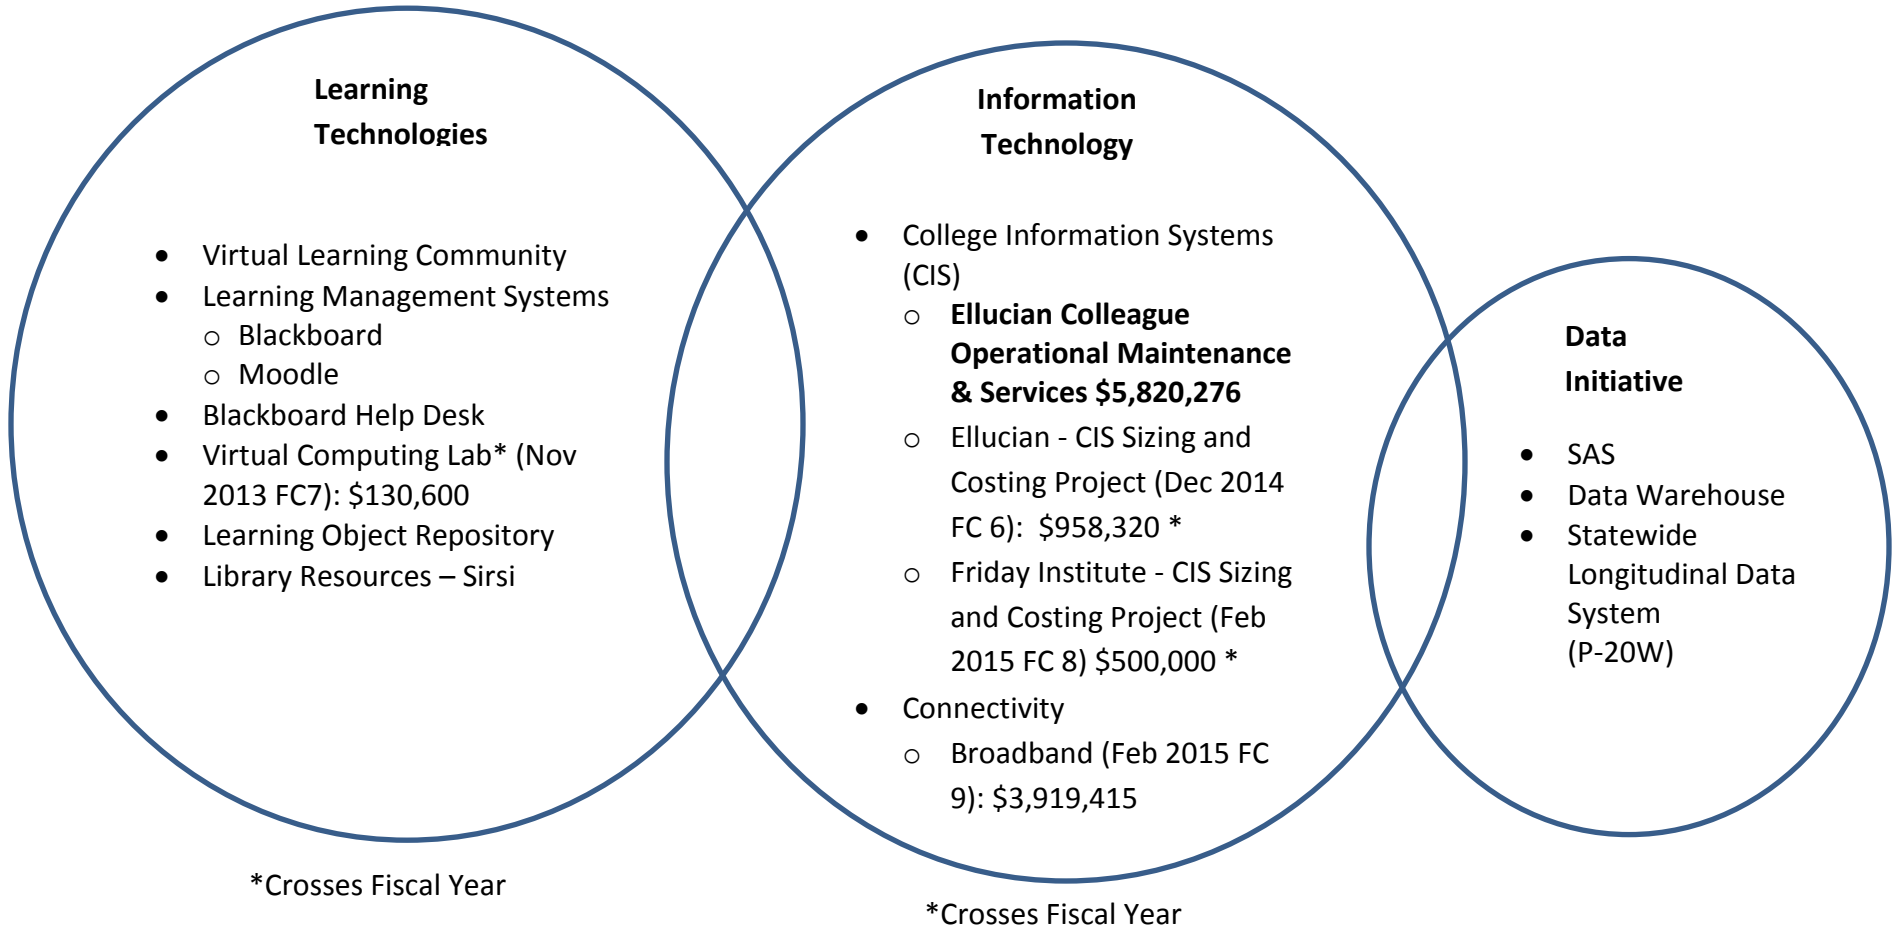 Learning
Technologies
• Virtual Learning Community
• Learning Management Systems
o Blackboard
o Moodle
• Blackboard Help Desk
• Virtual Computing Lab* (Nov
2013 FC7): $130,600
• Learning Object Repository
• Library Resources – Sirsi
*Crosses Fiscal Year
Information
Technology
• College Information Systems
(CIS)
o Ellucian Colleague
Operational Maintenance
& Services $5,820,276
o Ellucian - CIS Sizing and
Costing Project (Dec 2014
FC 6):  $958,320 *
o Friday Institute - CIS Sizing
and Costing Project (Feb
2015 FC 8) $500,000 *
• Connectivity
o Broadband (Feb 2015 FC
9): $3,919,415
*Crosses Fiscal Year
Data
Initiative
• SAS
• Data Warehouse
• Statewide
Longitudinal Data
System
(P-20W)